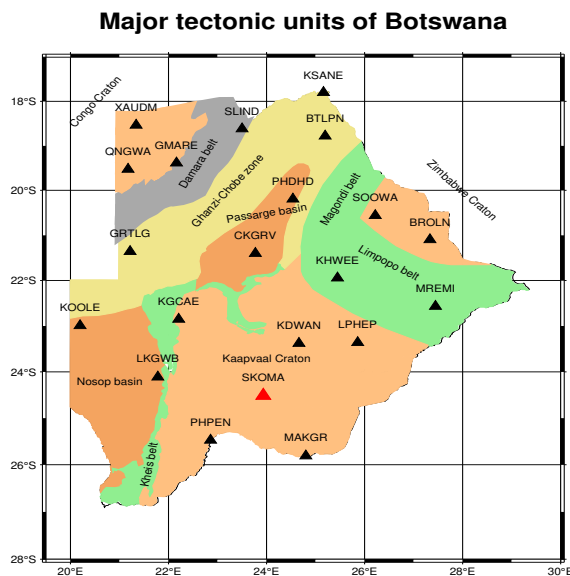 Major tectonic units of Botswana
KSANE
18°S
Congo Craton
XAUDM
SLIND
BTLPN
QNGWA
GMARE
Damara belt
Ghanzi-Chobe zone
PHDHD
Magondi belt
Zimbabwe Craton
20°S
SOOWA
Passarge basin
BROLN
GRTLG
CKGRV
Limpopo belt
KHWEE
22°S
MREMI
KOOLE
KGCAE
KDWAN
LPHEP
LKGWB
Kaapvaal Craton
24°S
Nosop basin
SKOMA
PHPEN
MAKGR
Kheis belt
26°S
28°S
20°E 22°E 24°E 26°E 28°E 30°E